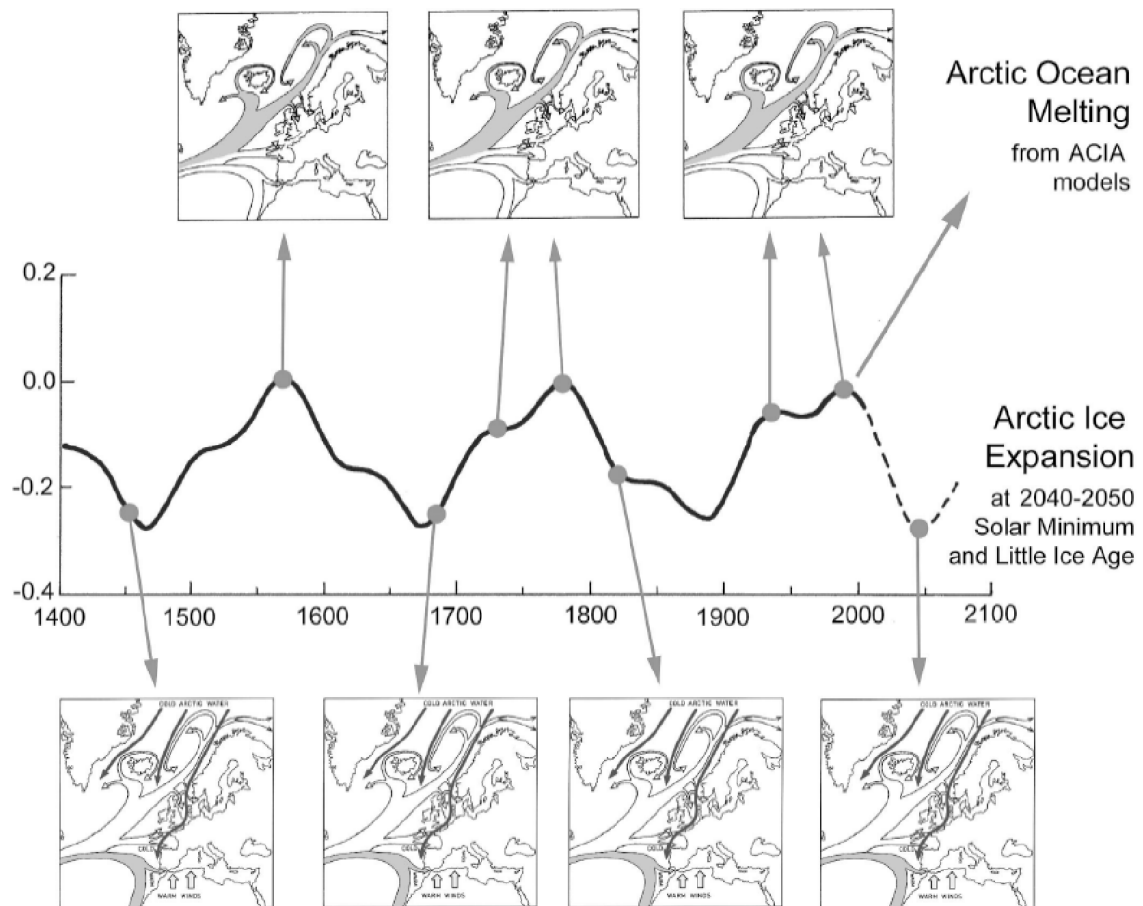 Arctic Ocean
Melting
from ACIA
models
0.2
0.0
-0.2
-0.4
1400
1500
1600
1700
1800
1900
2000
2100
Arctic Ice
Expansion
at 2040-2050
Solar Minimum
and Little Ice Age
COLD ARCTIC WATER
COLD
WARM WINDS
COLD ARCTIC WATER
COLD
WARM WINDS
COLD ARCTIC WATER
COLD
WARM WINDS
COLD ARCTIC WATER
COLD
WARM WINDS